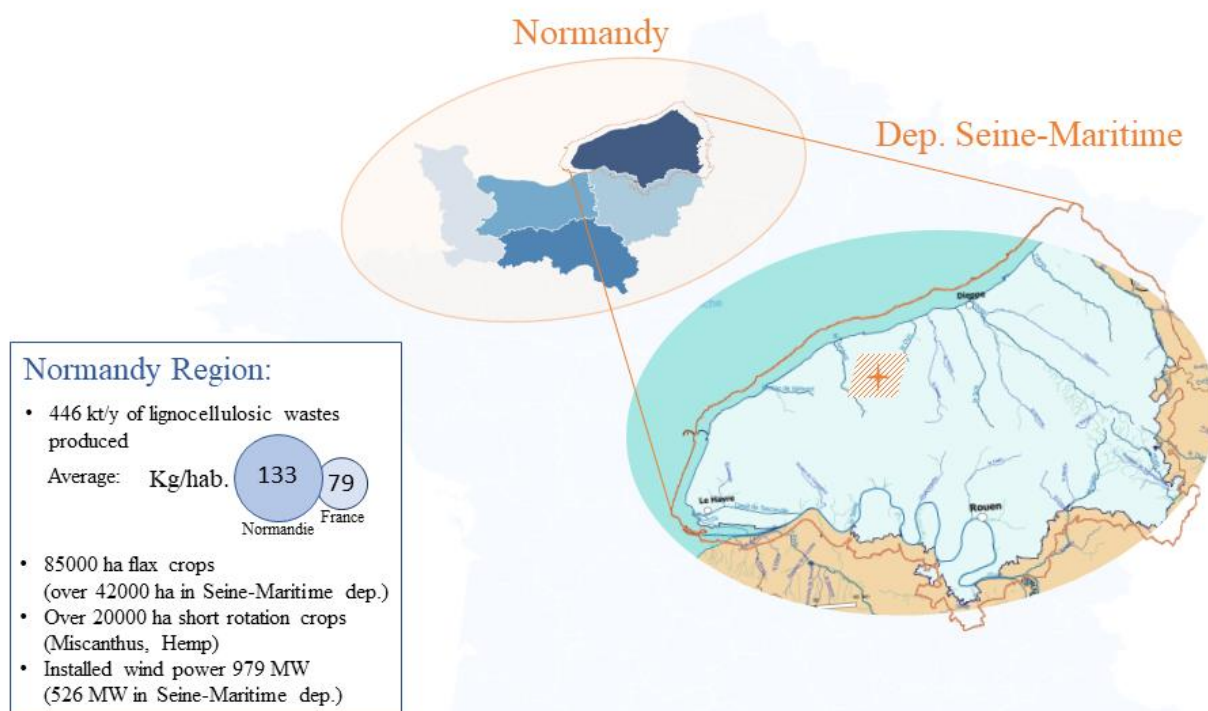 Normandy
Dep. Seine-Maritime
Dieppe
Le Havre
Rouen
Normandy Region:
• 446 kt/y of lignocellulosic wastes
produced
Average: Kg/hab. 133 79
Normandie France
• 85000 ha flax crops
(over 42000 ha in Seine-Maritime dep.)
• Over 20000 ha short rotation crops
(Miscanthus, Hemp)
• Installed wind power 979 MW
(526 MW in Seine-Maritime dep.)